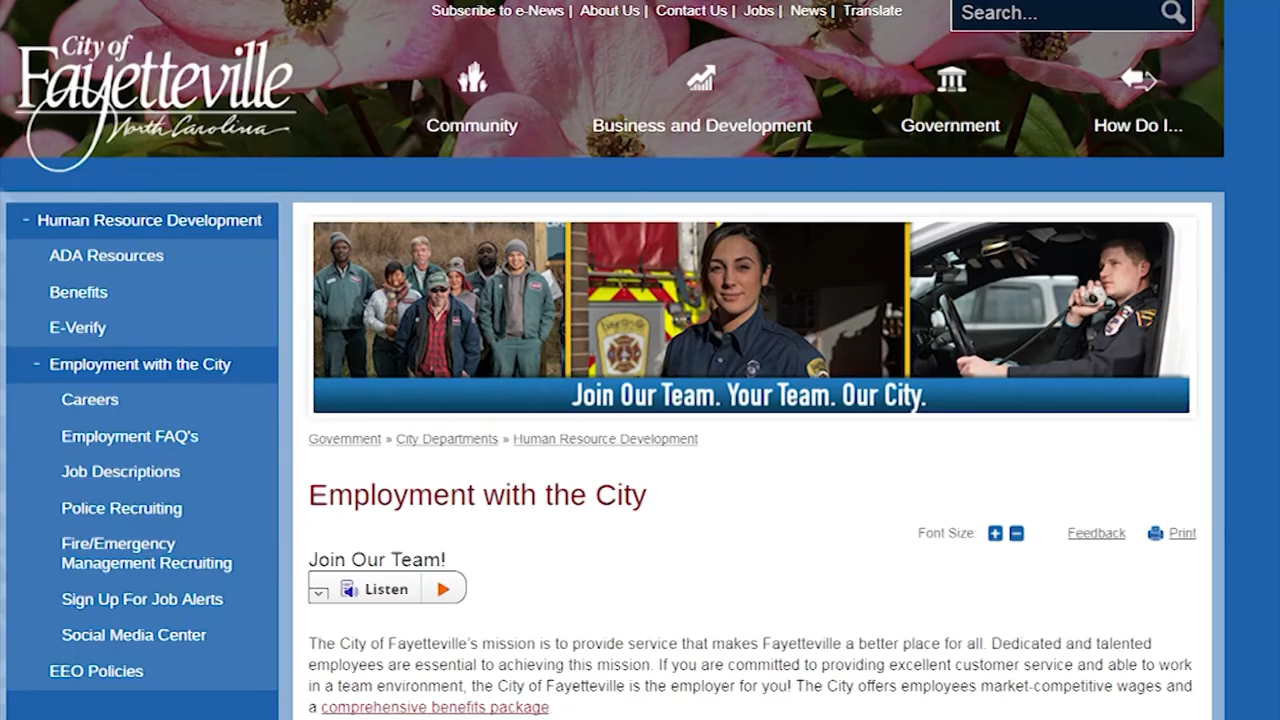 Subscribe to e-News | About Us | Contact Us | Jobs | News | Translate
Search...
City of
Fayetteville
North Carolina
Community
Business and Development
Government
How Do I...
- Human Resource Development
ADA Resources
Benefits
E-Verify
- Employment with the City
Careers
Employment FAQ's
Job Descriptions
Police Recruiting
Fire/Emergency
Management Recruiting
Sign Up For Job Alerts
Social Media Center
EEO Policies
Join Our Team. Your Team. Our City.
Government » City Departments » Human Resource Development
Employment with the City
Font Size: + - Feedback Print
Join Our Team!
Listen
The City of Fayetteville's mission is to provide service that makes Fayetteville a better place for all. Dedicated and talented
employees are essential to achieving this mission. If you are committed to providing excellent customer service and able to work
in a team environment, the City of Fayetteville is the employer for you! The City offers employees market-competitive wages and
a comprehensive benefits package